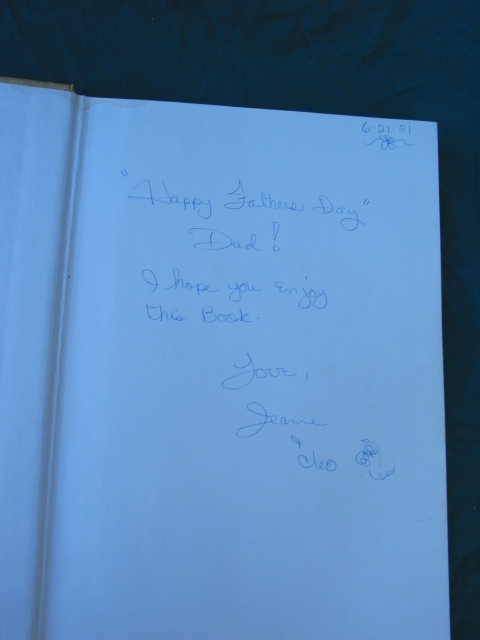 6-21-81
"Happy Fathers Day"
Dad!
I hope you enjoy
this Book.
Love,
Jeanne
&
Cleo